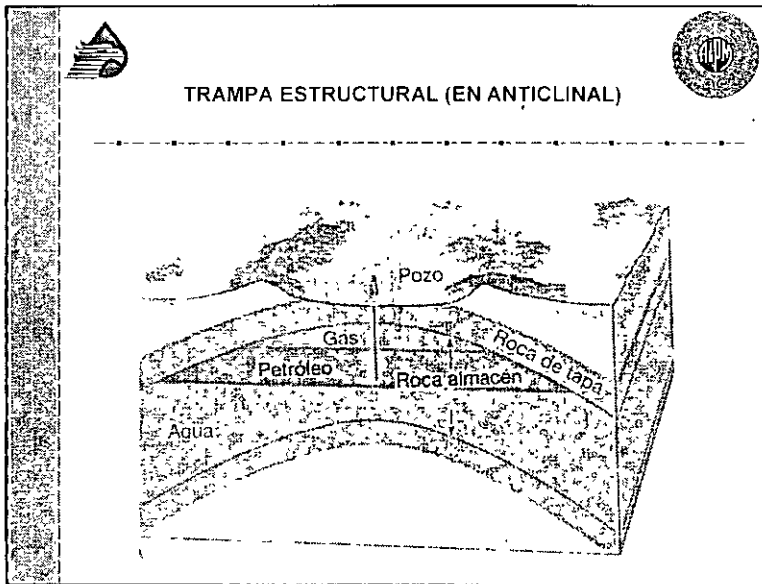 TRAMPA ESTRUCTURAL (EN ANTICLINAL)
Pozo
Gas
Roca de tapa
Petróleo
Roca almacén
Agua